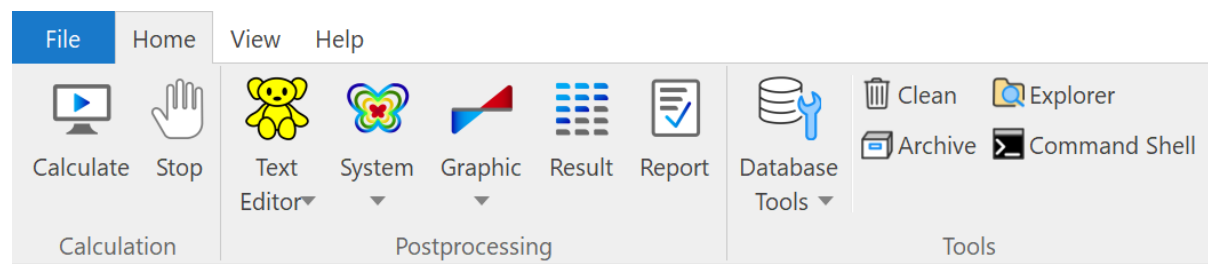 File Home View Help
Clean Explorer
Archive Command Shell
Calculate Stop Text System Graphic Result Report Database
Editor Tools
Calculation Postprocessing Tools